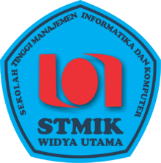 SEKOLAH TINGGI MANAJEMEN INFORMATIKA DAN KOMPUTER
STMIK
WIDYA UTAMA